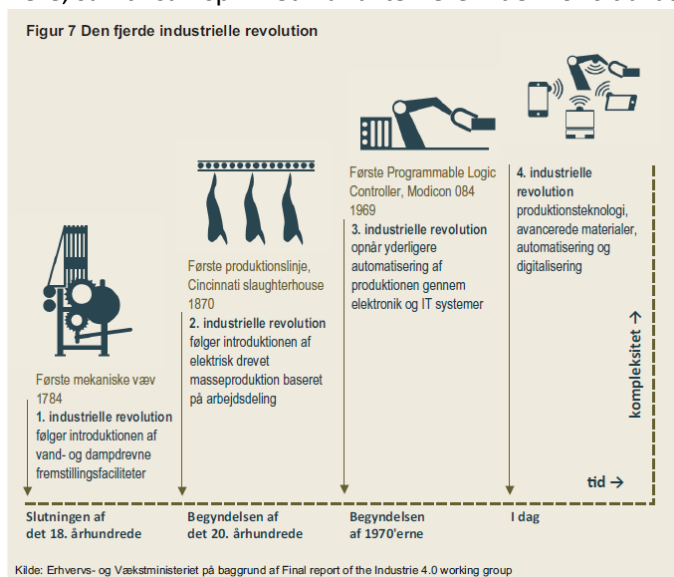 Figur 7 Den fjerde industrielle revolution
Første mekaniske væv
1784
1. industrielle revolution
følger introduktionen af
vand- og dampdrevne
fremstillingsfaciliteter
Første produktionslinje,
Cincinnati slaughterhouse
1870
2. industrielle revolution
følger introduktionen af
elektrisk drevet
masseproduktion baseret
på arbejdsdeling
Første Programmable Logic
Controller, Modicon 084
1969
3. industrielle revolution
opnår yderligere
automatisering af
produktionen gennem
elektronik og IT systemer
4. industrielle
revolution
produktionsteknologi,
avancerede materialer,
automatisering og
digitalisering
kompleksitet →
tid →
Slutningen af
det 18. århundrede
Begyndelsen af
det 20. århundrede
Begyndelsen
af 1970'erne
I dag
Kilde: Erhvervs- og Vækstministeriet på baggrund af Final report of the Industrie 4.0 working group